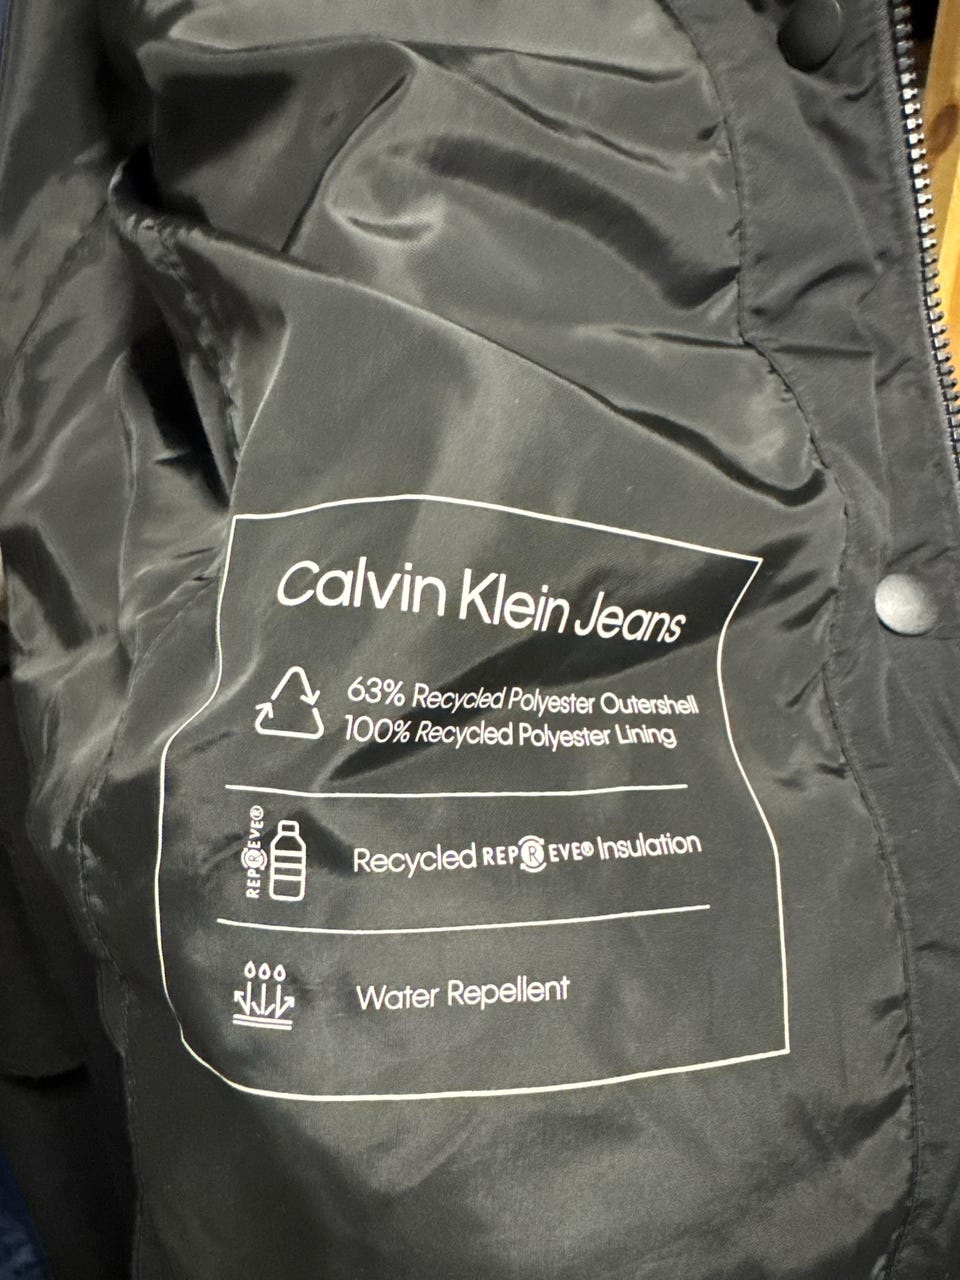 Calvin Klein Jeans
63% Recycled Polyester Outershell
100% Recycled Polyester Lining
REPREVE®
Recycled REPREVE® Insulation
Water Repellent